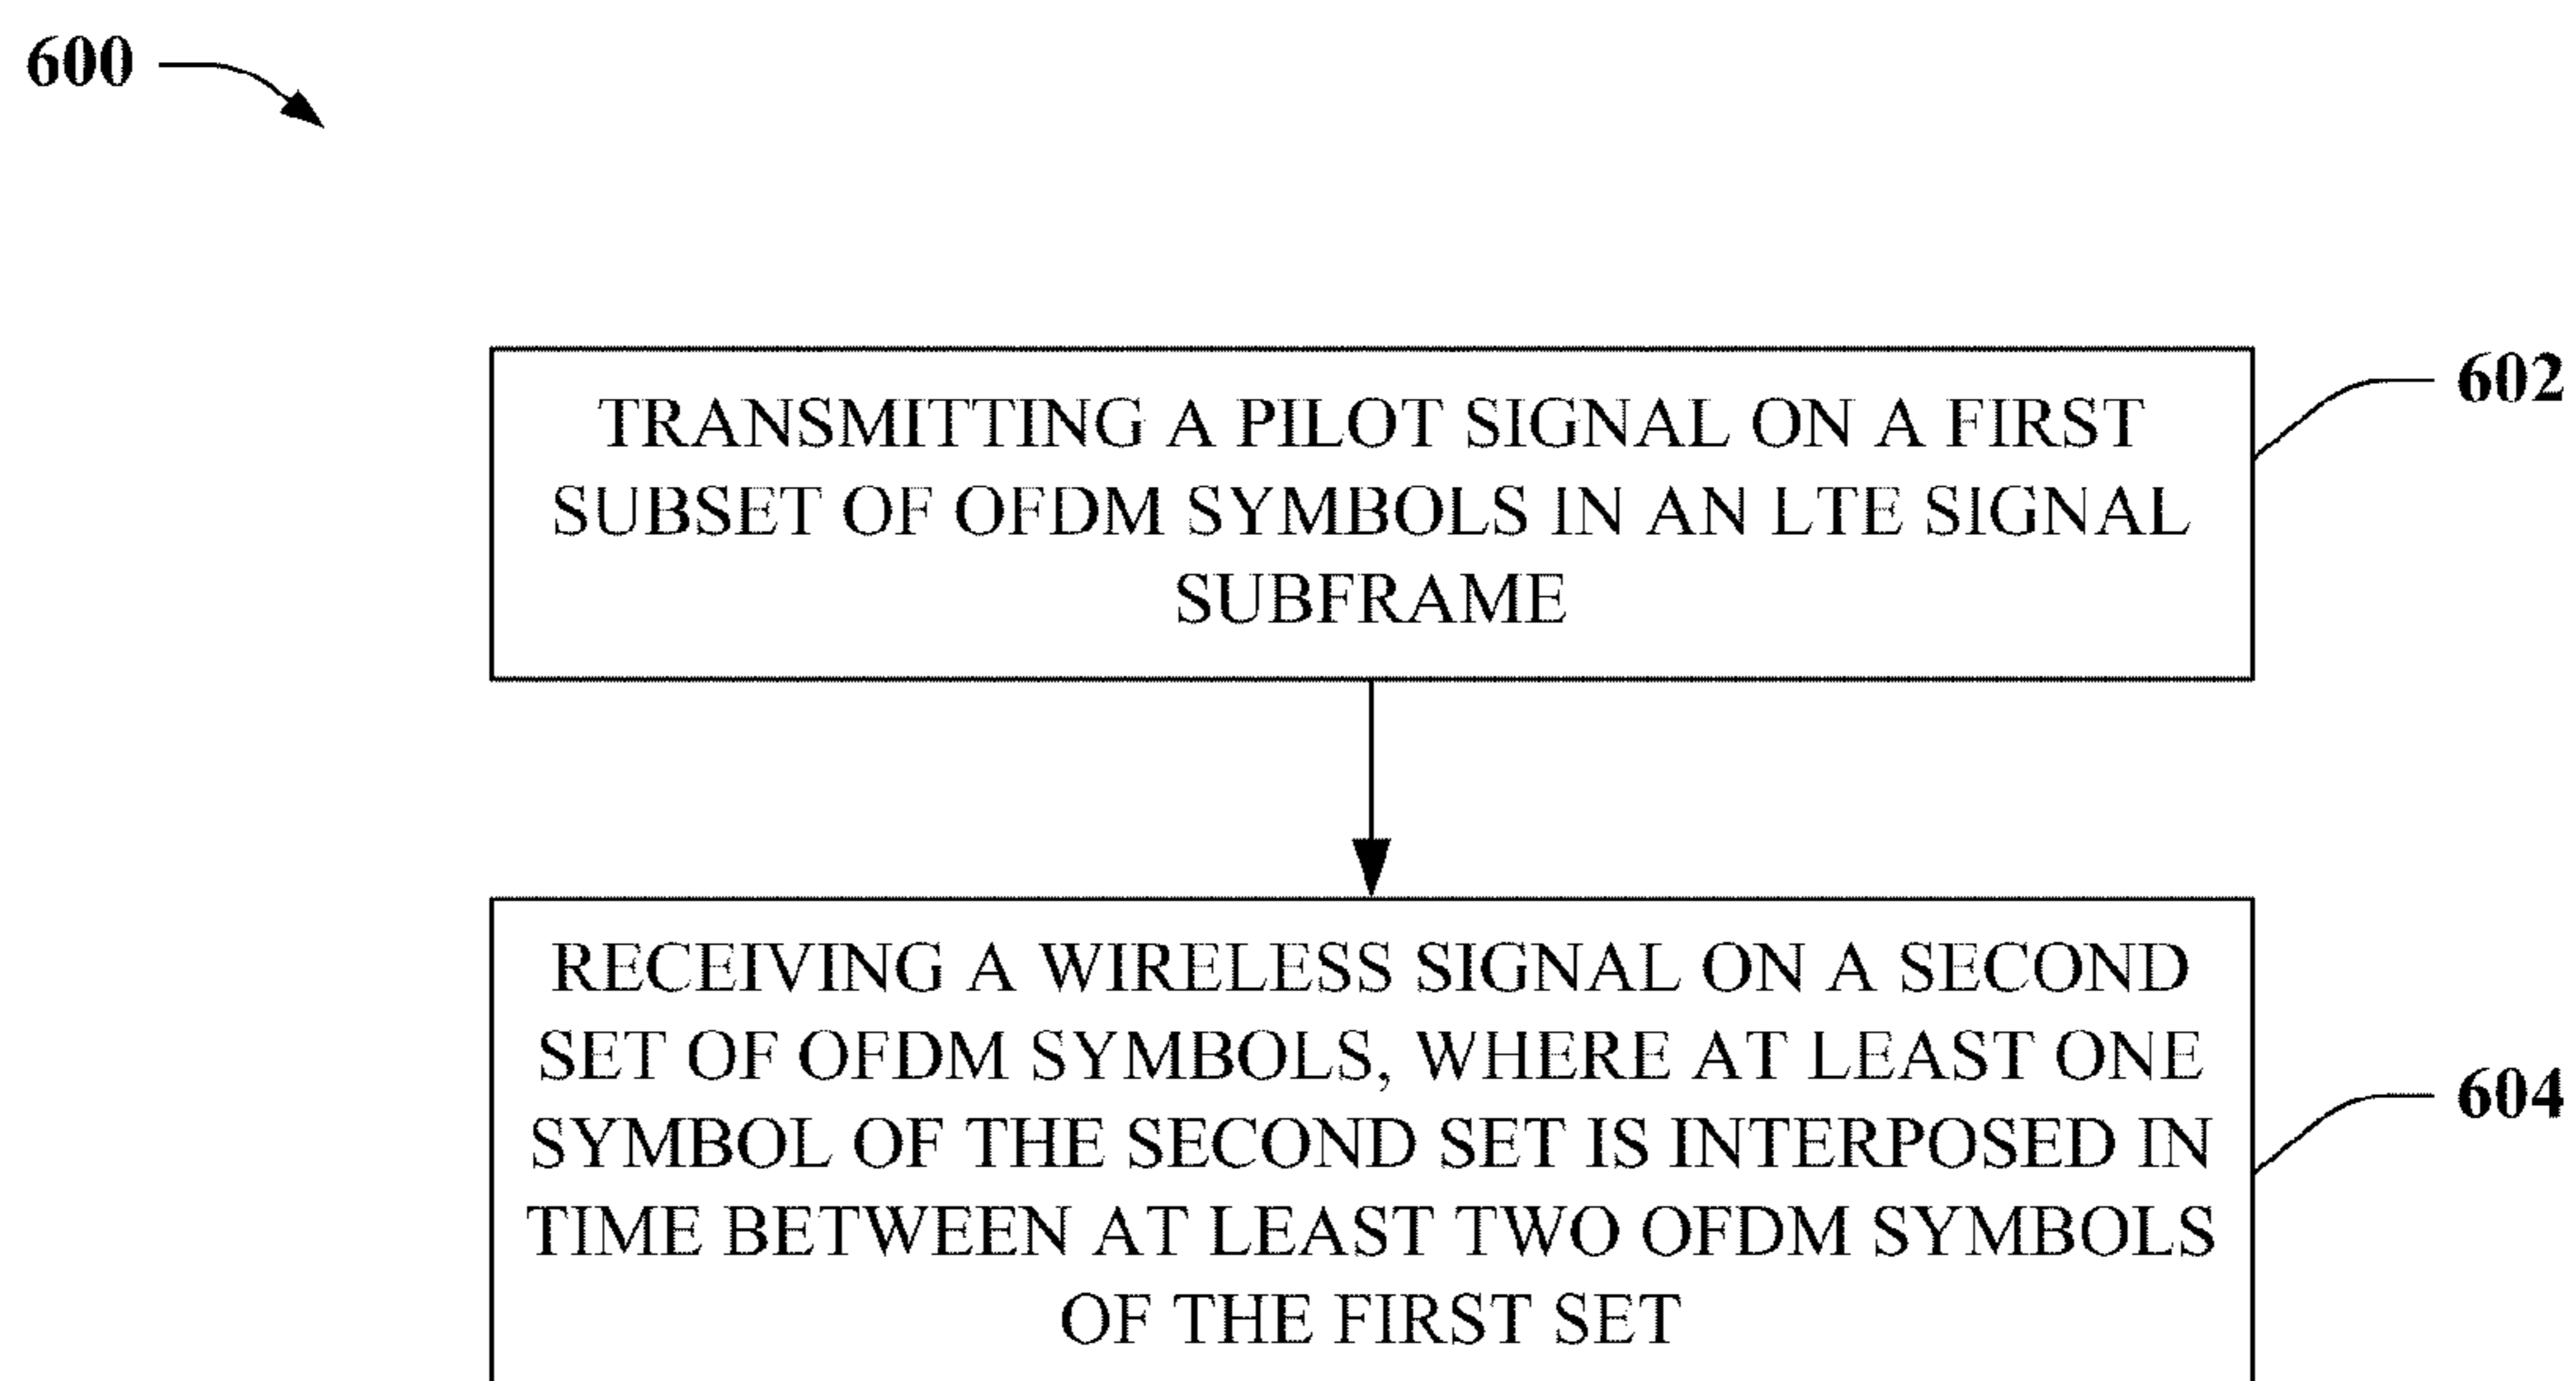 600
602
TRANSMITTING A PILOT SIGNAL ON A FIRST
SUBSET OF OFDM SYMBOLS IN AN LTE SIGNAL
SUBFRAME
RECEIVING A WIRELESS SIGNAL ON A SECOND
SET OF OFDM SYMBOLS, WHERE AT LEAST ONE
SYMBOL OF THE SECOND SET IS INTERPOSED IN
TIME BETWEEN AT LEAST TWO OFDM SYMBOLS
OF THE FIRST SET
604